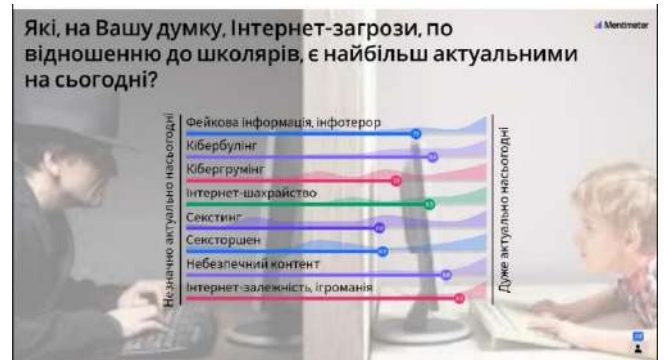 Які, на Вашу думку, Інтернет-загрози, по
відношенню до школярів, є найбільш актуальними
на сьогодні?
Mentimeter
Незначно актуально насьогодні
Фейкова інформація, інфотерор
Кібербулінг
Кібергрумінг
Інтернет-шахрайство
Секстинг
Сексторшен
Небезпечний контент
Інтернет-залежність, ігроманія
Дуже актуально насьогодні